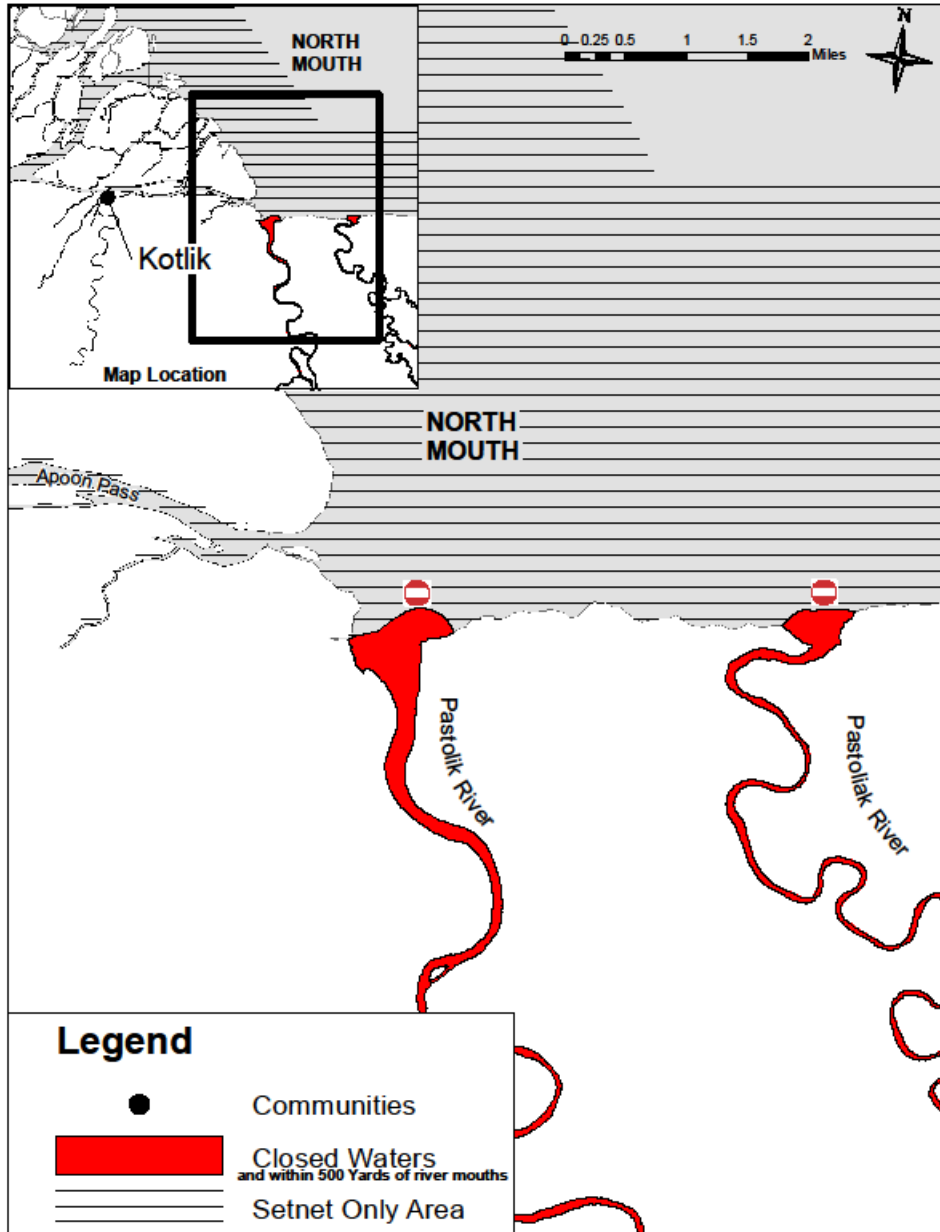 NORTH
MOUTH
Kotlik
Map Location
N
0 0.25 0.5 1 1.5 2
Miles
NORTH
MOUTH
Apoon Pass
Pastolik River
Pastoliak River
Legend
Communities
Closed Waters
and within 500 Yards of river mouths
Setnet Only Area